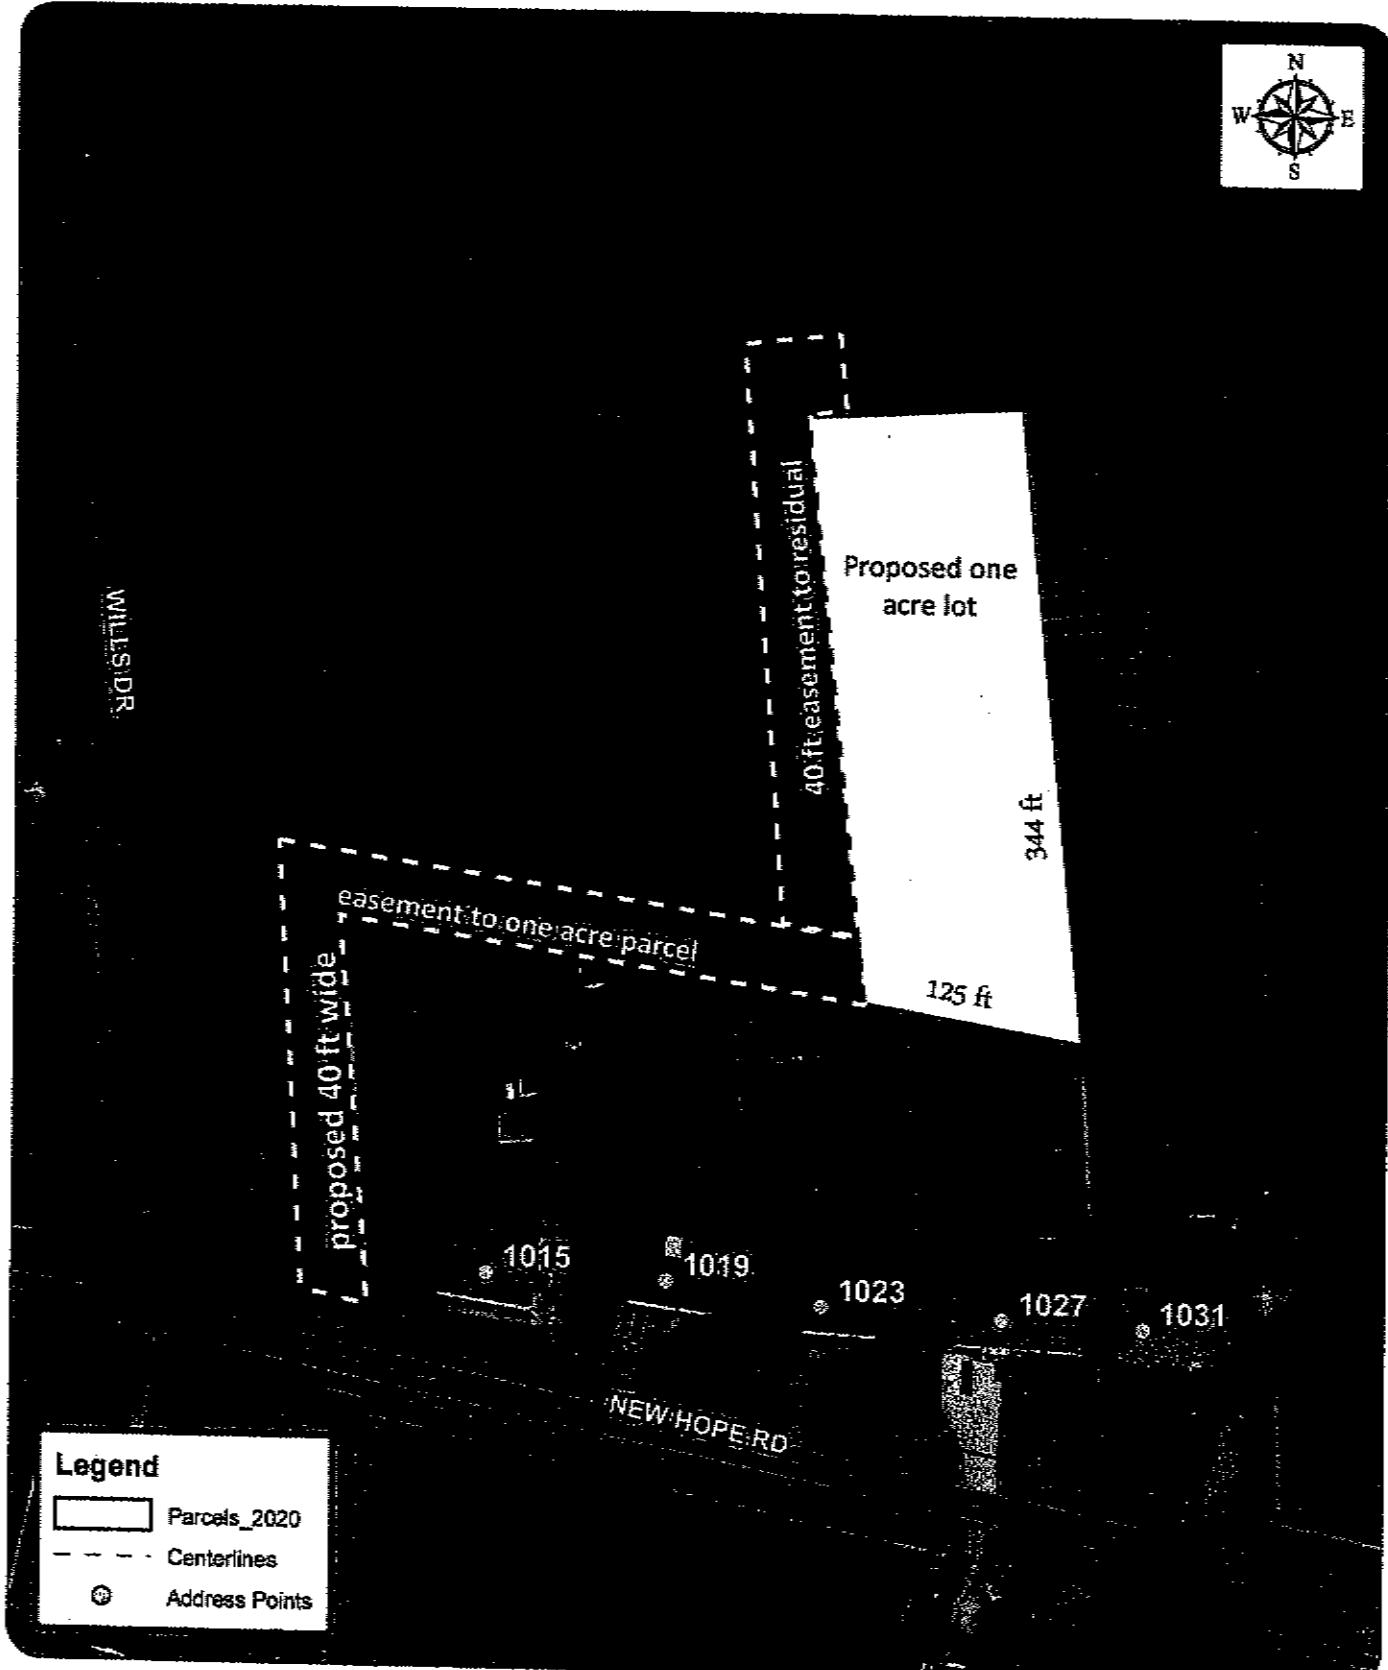 N
W E
S
40 ft easement to residual
Proposed one
acre lot
WILLS DR
344 ft
easement to one acre parcel
proposed 40 ft wide
125 ft
1015
1019
1023
1027
1031
NEW HOPE RD
Legend
Parcels_2020
Centerlines
Address Points